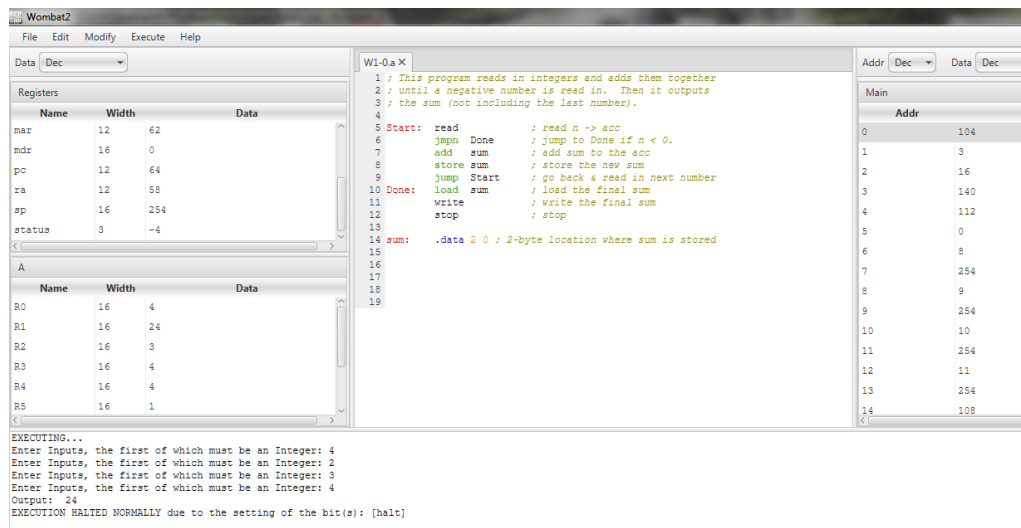 Wombat2
File Edit Modify Execute Help
Data Dec
Registers
Name Width Data
mar 12 62
mdr 16 0
pc 12 64
ra 12 58
sp 16 254
status 3 -4
A
Name Width Data
R0 16 4
R1 16 24
R2 16 3
R3 16 4
R4 16 4
R5 16 1
W1-0.a
1 ; This program reads in integers and adds them together
2 ; until a negative number is read in. Then it outputs
3 ; the sum (not including the last number).
4
5 Start: read ; read n -> acc
6 jmpn Done ; jump to Done if n < 0.
7 add sum ; add sum to the acc
8 store sum ; store the new sum
9 jump Start ; go back & read in next number
10 Done: load sum ; load the final sum
11 write ; write the final sum
12 stop ; stop
13
14 sum: .data 2 0 ; 2-byte location where sum is stored
15
16
17
18
19
Addr Dec Data Dec
Main
Addr
0 104
1 3
2 16
3 140
4 112
5 0
6 8
7 254
8 9
9 254
10 10
11 254
12 11
13 254
14 108
EXECUTING...
Enter Inputs, the first of which must be an Integer: 4
Enter Inputs, the first of which must be an Integer: 2
Enter Inputs, the first of which must be an Integer: 3
Enter Inputs, the first of which must be an Integer: 4
Output: 24
EXECUTION HALTED NORMALLY due to the setting of the bit(s): [halt]